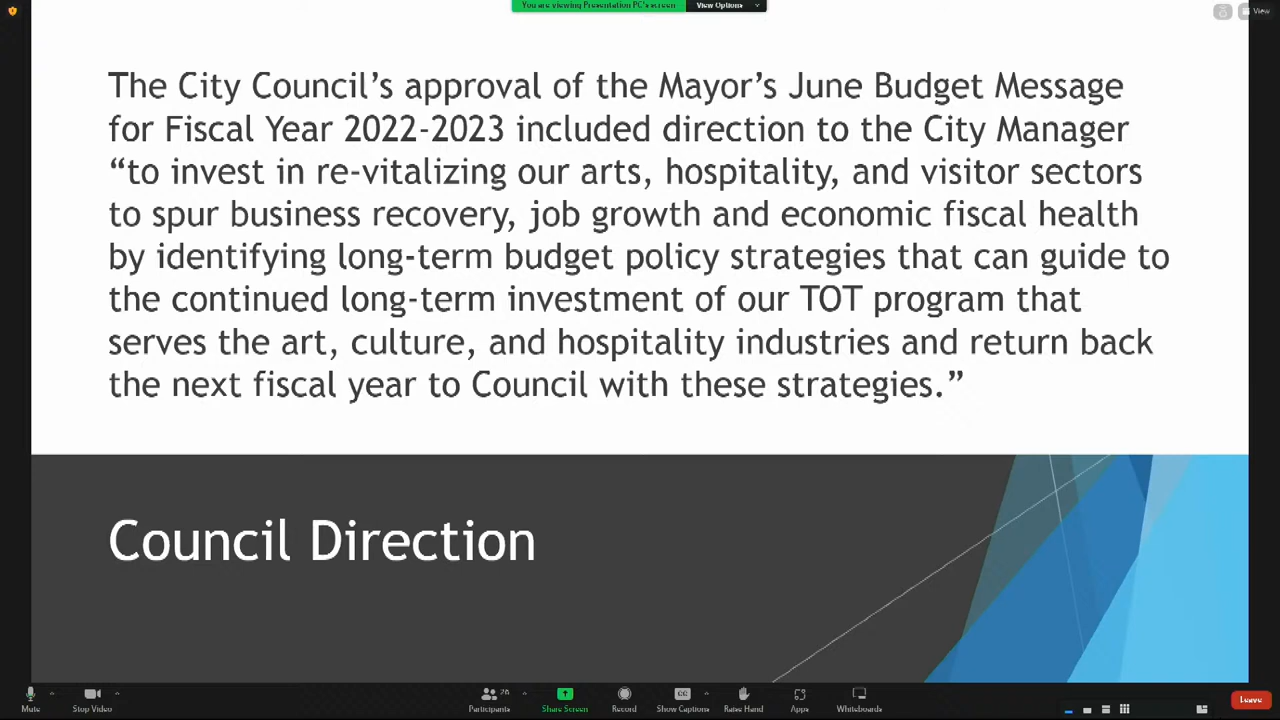 You are viewing Presentation PC's screen
View Options
View
The City Council’s approval of the Mayor’s June Budget Message
for Fiscal Year 2022-2023 included direction to the City Manager
“to invest in re-vitalizing our arts, hospitality, and visitor sectors
to spur business recovery, job growth and economic fiscal health
by identifying long-term budget policy strategies that can guide to
the continued long-term investment of our TOT program that
serves the art, culture, and hospitality industries and return back
the next fiscal year to Council with these strategies.”
Council Direction
Mute
Stop Video
Participants
Share Screen
Record
CC
Show Captions
Raise Hand
Apps
Whiteboards
Leave